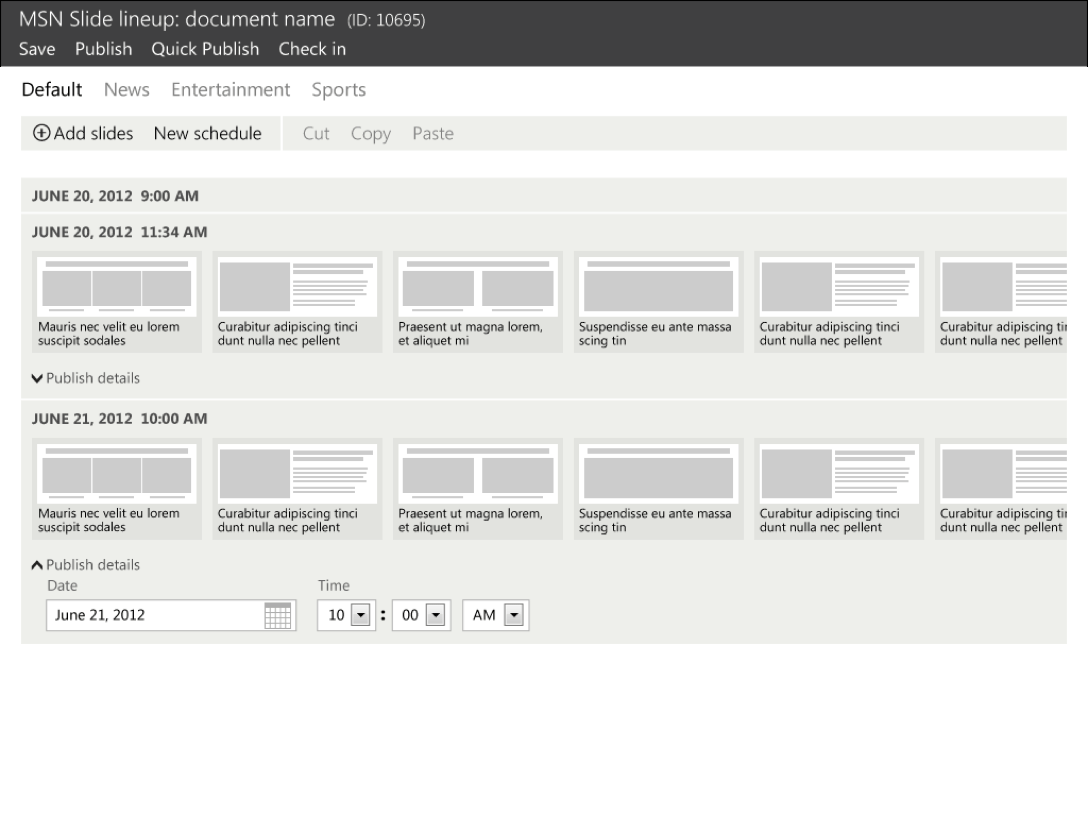 MSN Slide lineup: document name (ID: 10695)
Save Publish Quick Publish Check in
Default News Entertainment Sports
Add slides New schedule Cut Copy Paste
JUNE 20, 2012 9:00 AM
JUNE 20, 2012 11:34 AM
Mauris nec velit eu lorem
suscipit sodales
Curabitur adipiscing tinci
dunt nulla nec pellent
Praesent ut magna lorem,
et aliquet mi
Suspendisse eu ante massa
scing tin
Curabitur adipiscing tinci
dunt nulla nec pellent
Curabitur adipiscing tin
dunt nulla nec pellent
Publish details
JUNE 21, 2012 10:00 AM
Mauris nec velit eu lorem
suscipit sodales
Curabitur adipiscing tinci
dunt nulla nec pellent
Praesent ut magna lorem,
et aliquet mi
Suspendisse eu ante massa
scing tin
Curabitur adipiscing tinci
dunt nulla nec pellent
Curabitur adipiscing tin
dunt nulla nec pellent
Publish details
Date Time
June 21, 2012 10 : 00 AM